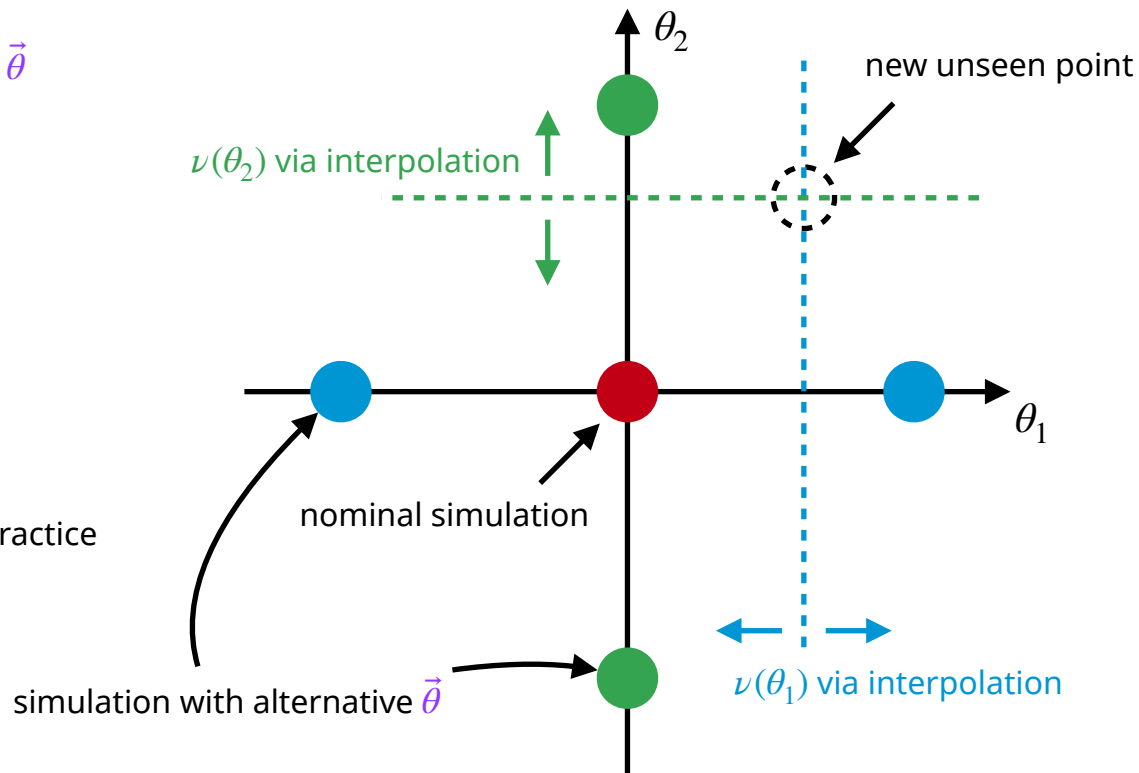 θ⃗
θ₂
new unseen point
ν(θ₂) via interpolation
θ₁
nominal simulation
ractice
simulation with alternative θ⃗
ν(θ₁) via interpolation